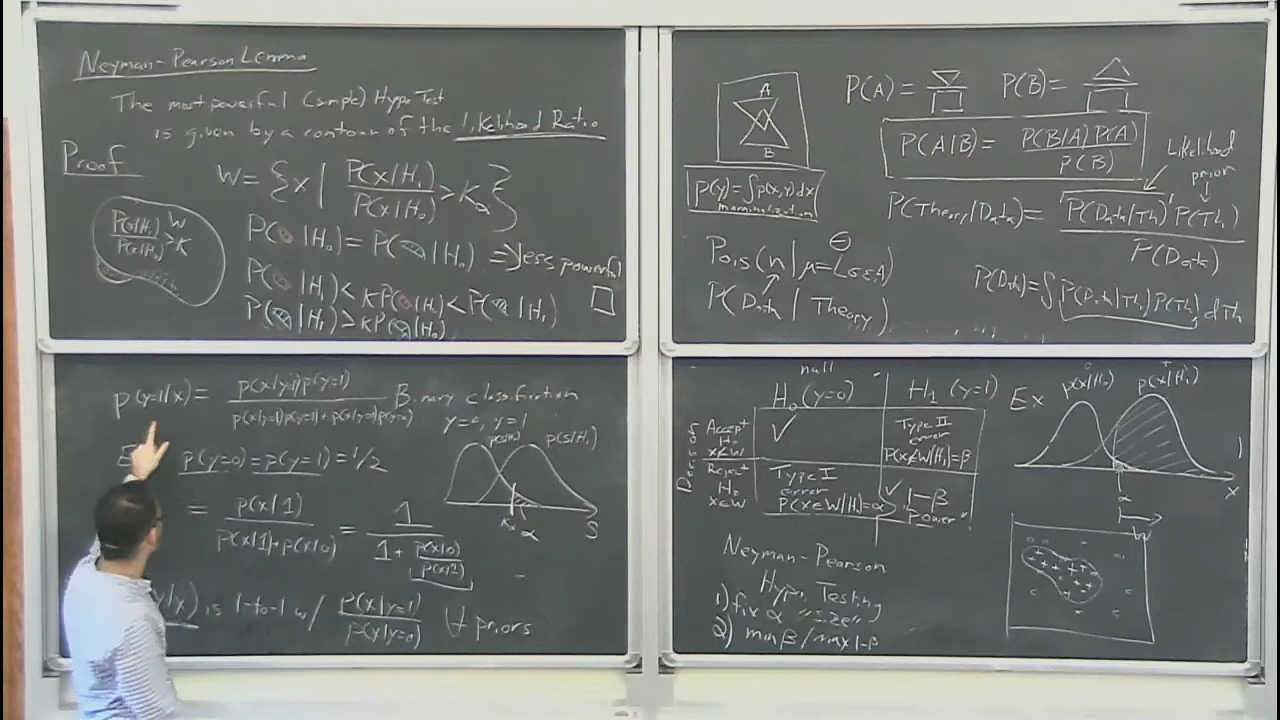 Neyman-Pearson Lemma
The most powerful (simple) Hypo Test
is given by a contour of the Likelihood Ratio
Proof
W = { x | P(x|H₁) / P(x|H₀) > Kα }
P(x|H₁) / P(x|H₀) > K W
P( |H₀) = P( |H₀) ⇒ less powerful
P( |H₁) < K P( |H₀) < P( |H₁) □
P( |H₁) > K P( |H₀)
A
B
P(A) =
P(B) =
P(A|B) = P(B|A) P(A) / P(B)
Likelihood
prior
p(y) = ∫p(x,y) dx
marginalization
P(Theory|Data) = P(Data|Th) P(Th) / P(Data)
θ
Pois(n|μ=LσεA)
P(Data|Theory)
P(Data) = ∫ P(Data|Th) P(Th) dTh
p(y=1|x) = p(x|y=1)p(y=1) / p(x|y=1)p(y=1)+p(x|y=0)p(y=0)
Binary classification
y=0, y=1
p(y=0) = p(y=1) = 1/2
p(s|H₀)
p(s|H₁)
α
S
= p(x|1) / p(x|1)+p(x|0) = 1 / 1 + p(x|0)/p(x|1)
y|x) is 1-to-1 w/ p(x|y=1) / p(y|y=0) ∀ priors
null
H₀ (y=0)
H₁ (y=1)
Accept
H₀
x∉W
✓
Type II
error
P(x∉W|H₁)=β
Reject
H₀
x∈W
Type I
error
P(x∈W|H₀)=α
✓ 1-β
power
Neyman-Pearson
Hypo Testing
1) fix α "size"
2) min β / max 1-β
Ex
p(x|H₀)
p(x|H₁)
α
x
W